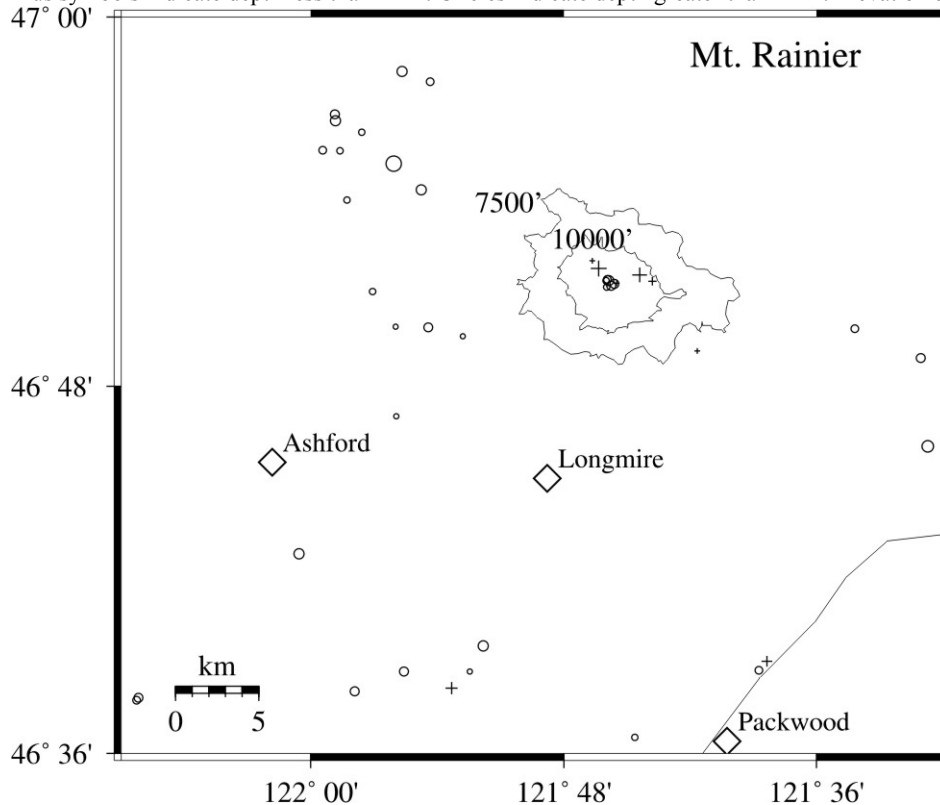 47° 00'
Mt. Rainier
7500’
10000’
46° 48'
Ashford
Longmire
km
0 5
Packwood
46° 36'
122° 00' 121° 48' 121° 36'